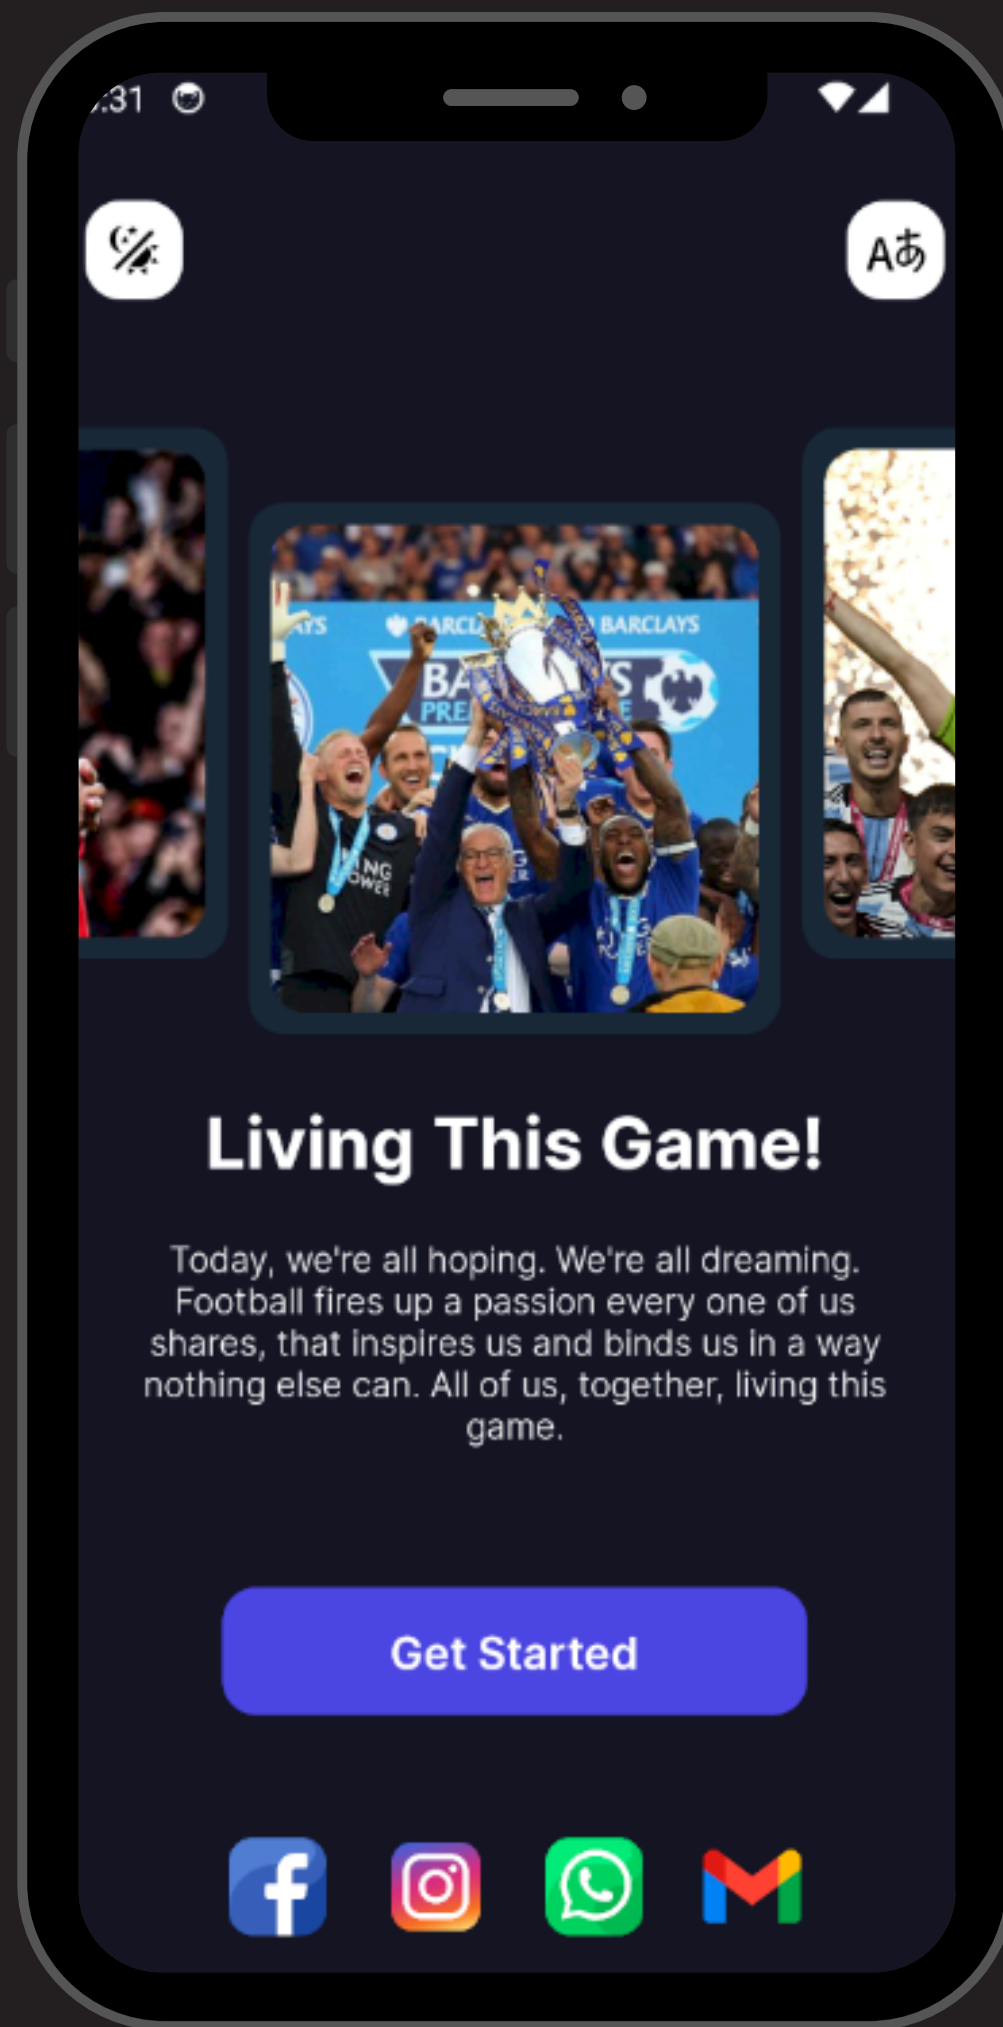 :31
Aあ
BARCLAYS
KING
POWER
Living This Game!
Today, we're all hoping. We're all dreaming.
Football fires up a passion every one of us
shares, that inspires us and binds us in a way
nothing else can. All of us, together, living this
game.
Get Started